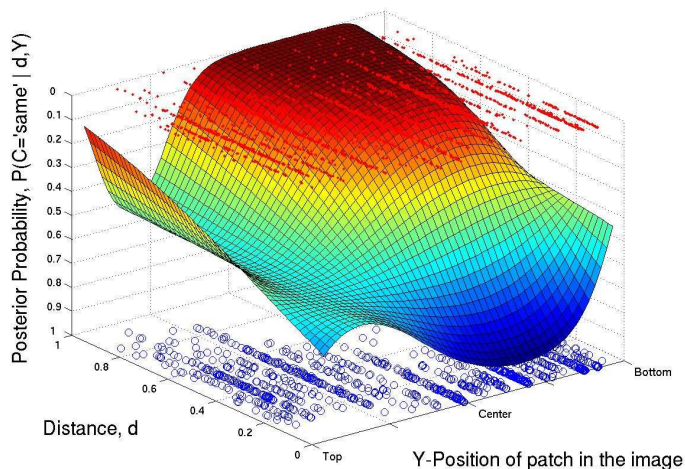 Posterior Probability, P(C='same' | d,Y)
0
0.1
0.2
0.3
0.4
0.5
0.6
0.7
0.8
0.9
1
1
0.8
0.6
0.4
0.2
0
Distance, d
Top
Center
Bottom
Y-Position of patch in the image